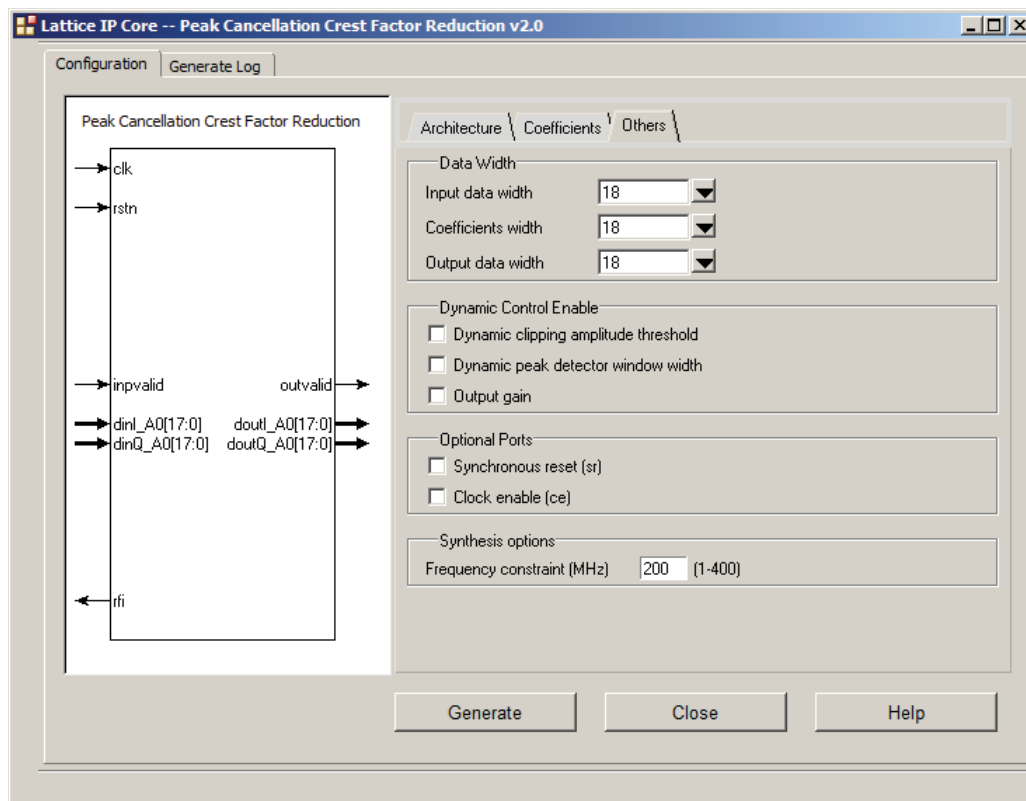 Lattice IP Core -- Peak Cancellation Crest Factor Reduction v2.0
Configuration Generate Log
Peak Cancellation Crest Factor Reduction
clk
rstn
inpvalid outvalid
dinI_A0[17:0] doutI_A0[17:0]
dinQ_A0[17:0] doutQ_A0[17:0]
rfi
Architecture Coefficients Others
Data Width
Input data width 18
Coefficients width 18
Output data width 18
Dynamic Control Enable
Dynamic clipping amplitude threshold
Dynamic peak detector window width
Output gain
Optional Ports
Synchronous reset (sr)
Clock enable (ce)
Synthesis options
Frequency constraint (MHz) 200 (1-400)
Generate Close Help